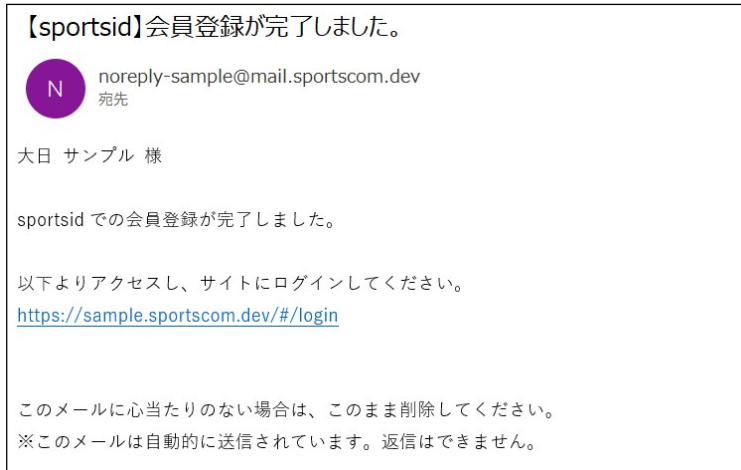 【sportsid】会員登録が完了しました。
N
noreply-sample@mail.sportscom.dev
宛先
大日 サンプル 様
sportsid での会員登録が完了しました。
以下よりアクセスし、サイトにログインしてください。
https://sample.sportscom.dev/#/login
このメールに心当たりのない場合は、このまま削除してください。
※このメールは自動的に送信されています。返信はできません。